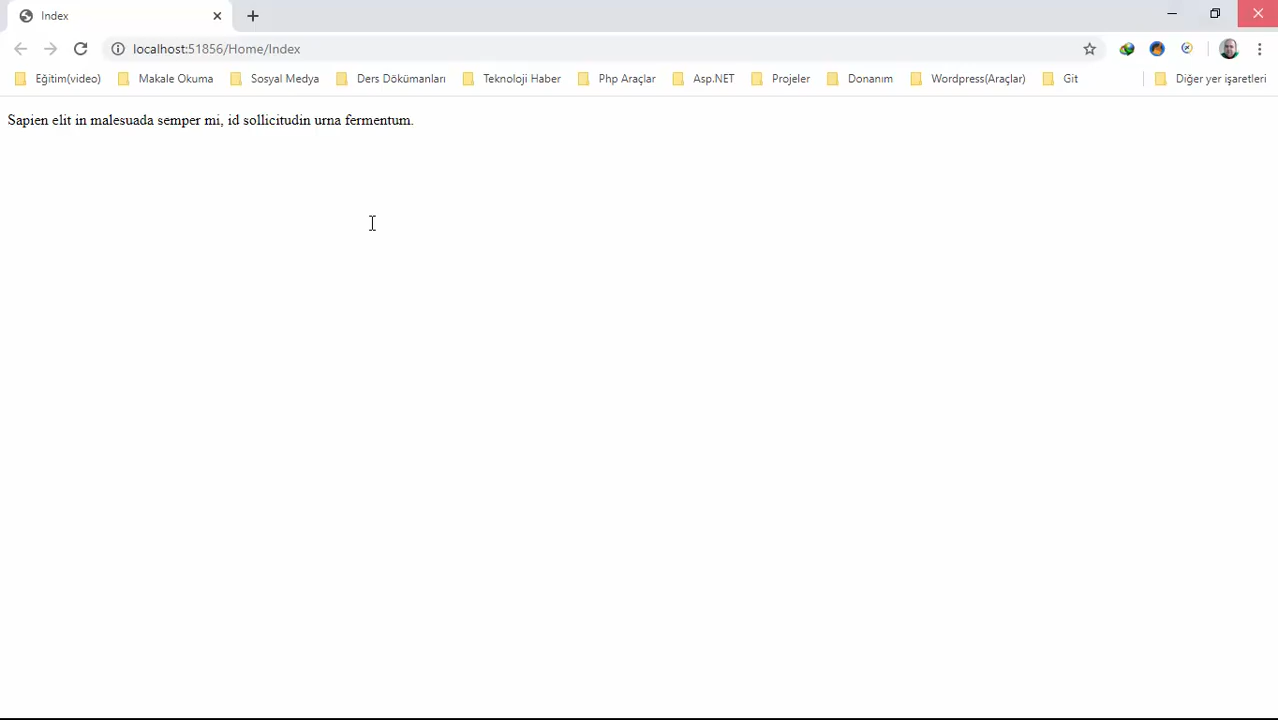 Index
localhost:51856/Home/Index
Eğitim(video) Makale Okuma Sosyal Medya Ders Dökümanları Teknoloji Haber Php Araçlar Asp.NET Projeler Donanım Wordpress(Araçlar) Git Diğer yer işaretleri
Sapien elit in malesuada semper mi, id sollicitudin urna fermentum.